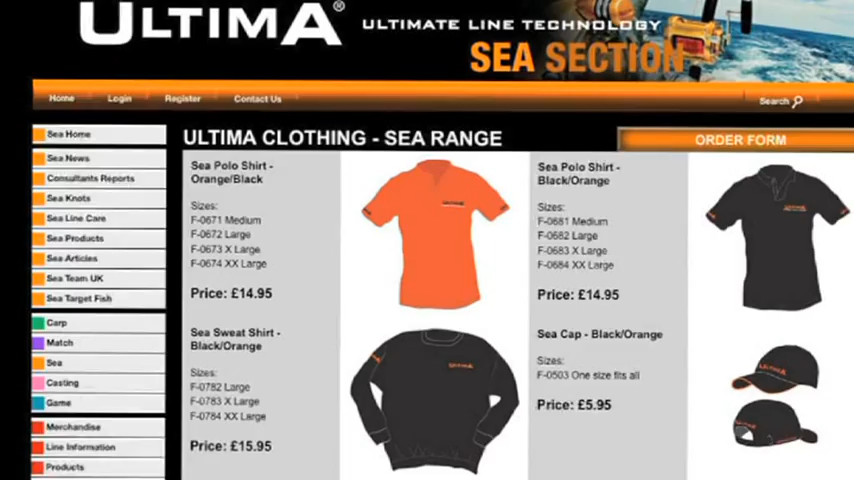 ULTIMA®
ULTIMATE LINE TECHNOLOGY
SEA SECTION
Home Login Register Contact Us Search
Sea Home
Sea News
Consultants Reports
Sea Knots
Sea Line Care
Sea Products
Sea Articles
Sea Team UK
Sea Target Fish
Carp
Match
Sea
Casting
Game
Merchandise
Line Information
Products
ULTIMA CLOTHING - SEA RANGE
ORDER FORM
Sea Polo Shirt -
Orange/Black
Sizes:
F-0671 Medium
F-0672 Large
F-0673 X Large
F-0674 XX Large
Price: £14.95
Sea Polo Shirt -
Black/Orange
Sizes:
F-0681 Medium
F-0682 Large
F-0683 X Large
F-0684 XX Large
Price: £14.95
Sea Sweat Shirt -
Black/Orange
Sizes:
F-0782 Large
F-0783 X Large
F-0784 XX Large
Price: £15.95
ULTIMA
Sea Cap - Black/Orange
Sizes:
F-0503 One size fits all
Price: £5.95
ULTIMA